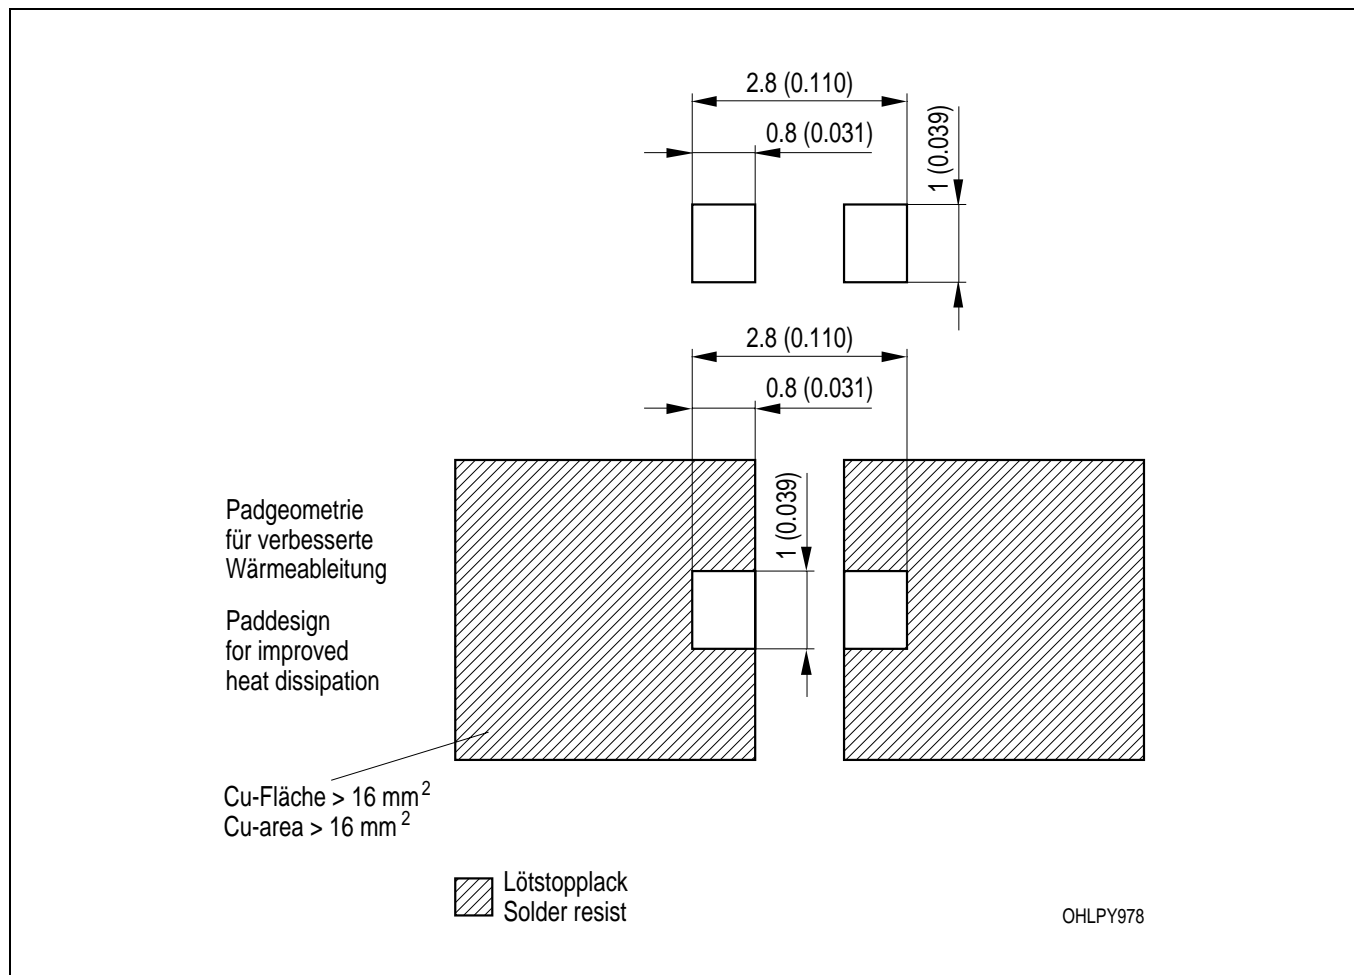 2.8 (0.110)
0.8 (0.031)
1 (0.039)
2.8 (0.110)
0.8 (0.031)
1 (0.039)
Padgeometrie
für verbesserte
Wärmeableitung
Paddesign
for improved
heat dissipation
Cu-Fläche > 16 mm²
Cu-area > 16 mm²
Lötstopplack
Solder resist
OHLPY978